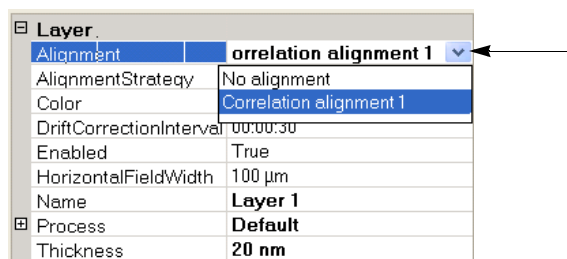 Layer
Alignment orrelation alignment 1
AlignmentStrategy No alignment
Color Correlation alignment 1
DriftCorrectionInterval 00:00:30
Enabled True
HorizontalFieldWidth 100 µm
Name Layer 1
Process Default
Thickness 20 nm